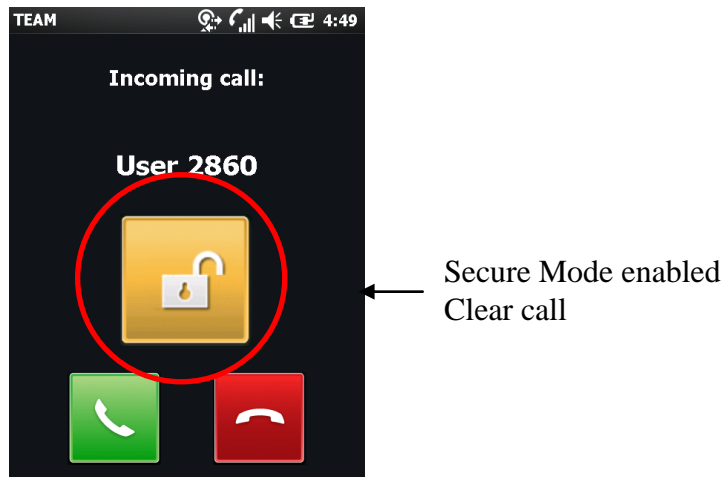 TEAM 4:49
Incoming call:
User 2860
Secure Mode enabled
Clear call